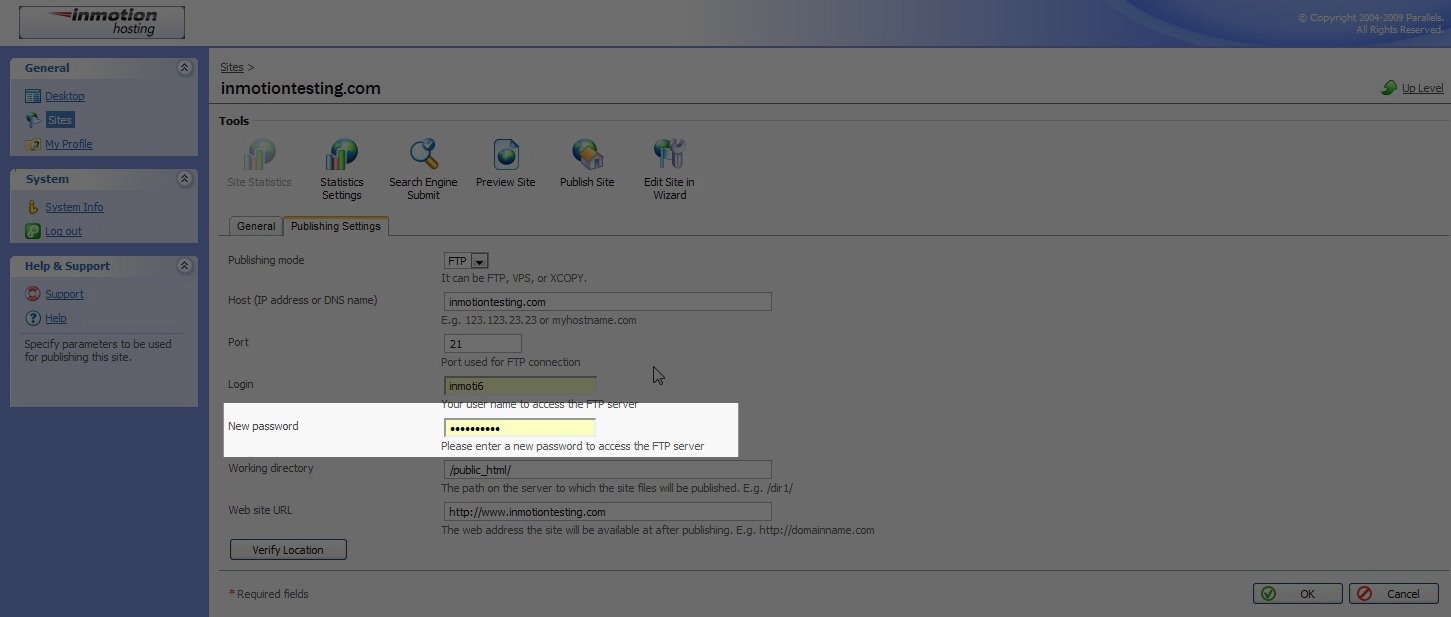 inmotion
hosting
© Copyright 2004-2009 Parallels.
All Rights Reserved.
General
Desktop
Sites
My Profile
System
System Info
Log out
Help & Support
Support
Help
Specify parameters to be used
for publishing this site.
Sites >
inmotiontesting.com
Up Level
Tools
Site Statistics
Statistics
Settings
Search Engine
Submit
Preview Site
Publish Site
Edit Site in
Wizard
General
Publishing Settings
Publishing mode
FTP
It can be FTP, VPS, or XCOPY.
Host (IP address or DNS name)
inmotiontesting.com
E.g. 123.123.23.23 or myhostname.com
Port
21
Port used for FTP connection
Login
inmoti6
Your user name to access the FTP server
New password
••••••••••
Please enter a new password to access the FTP server
Working directory
/public_html/
The path on the server to which the site files will be published. E.g. /dir1/
Web site URL
http://www.inmotiontesting.com
The web address the site will be available at after publishing. E.g. http://domainname.com
Verify Location
* Required fields
OK
Cancel